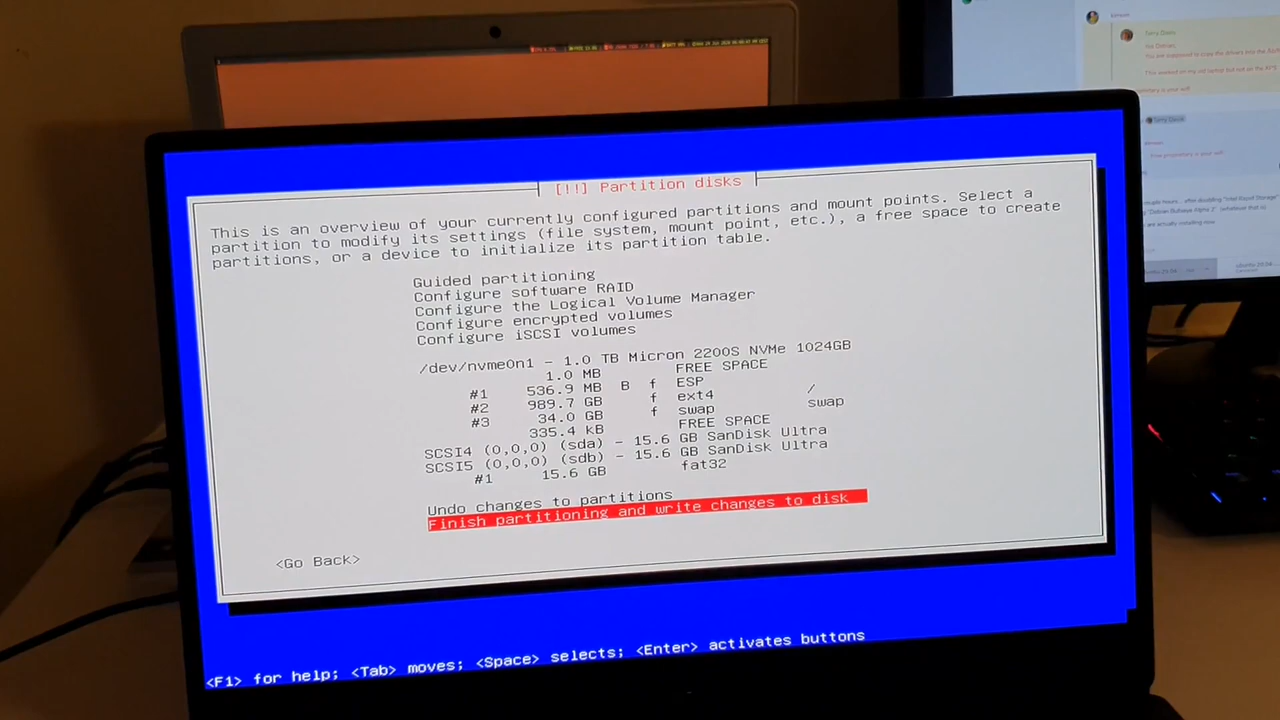 [!!] Partition disks
This is an overview of your currently configured partitions and mount points. Select a
partition to modify its settings (file system, mount point, etc.), a free space to create
partitions, or a device to initialize its partition table.
Guided partitioning
Configure software RAID
Configure the Logical Volume Manager
Configure encrypted volumes
Configure iSCSI volumes
/dev/nvme0n1 - 1.0 TB Micron 2200S NVMe 1024GB
1.0 MB FREE SPACE
#1 536.9 MB B f ESP
#2 989.7 GB f ext4 /
#3 34.0 GB f swap swap
335.4 kB FREE SPACE
SCSI4 (0,0,0) (sda) - 15.6 GB SanDisk Ultra
SCSI5 (0,0,0) (sdb) - 15.6 GB SanDisk Ultra
#1 15.6 GB fat32
Undo changes to partitions
Finish partitioning and write changes to disk
<Go Back>
<F1> for help; <Tab> moves; <Space> selects; <Enter> activates buttons